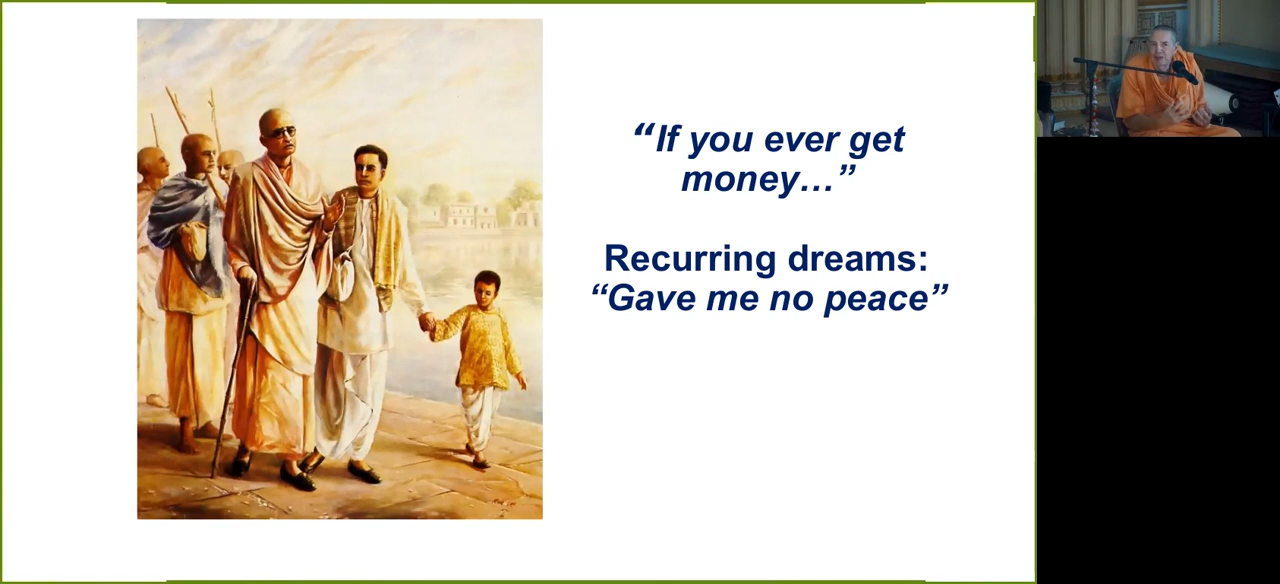 “If you ever get
money…”
Recurring dreams:
“Gave me no peace”